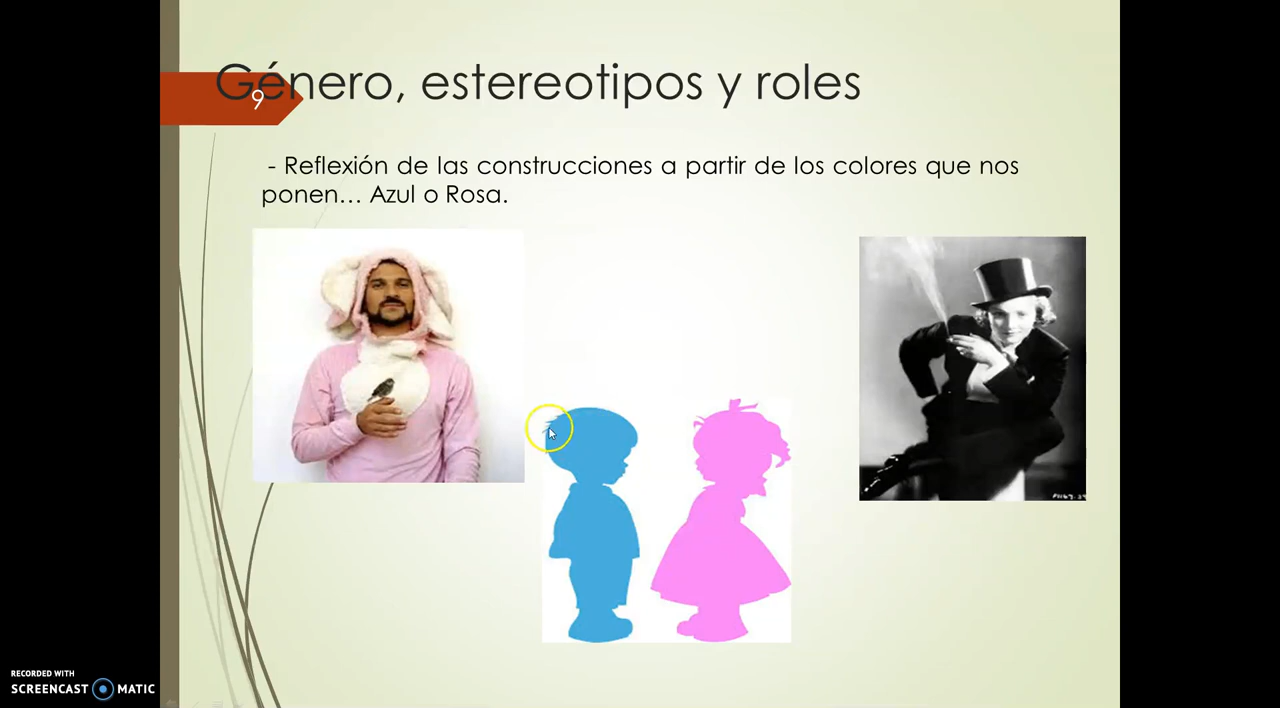 Género, estereotipos y roles
9
- Reflexión de las construcciones a partir de los colores que nos
ponen… Azul o Rosa.
RECORDED WITH
SCREENCAST MATIC